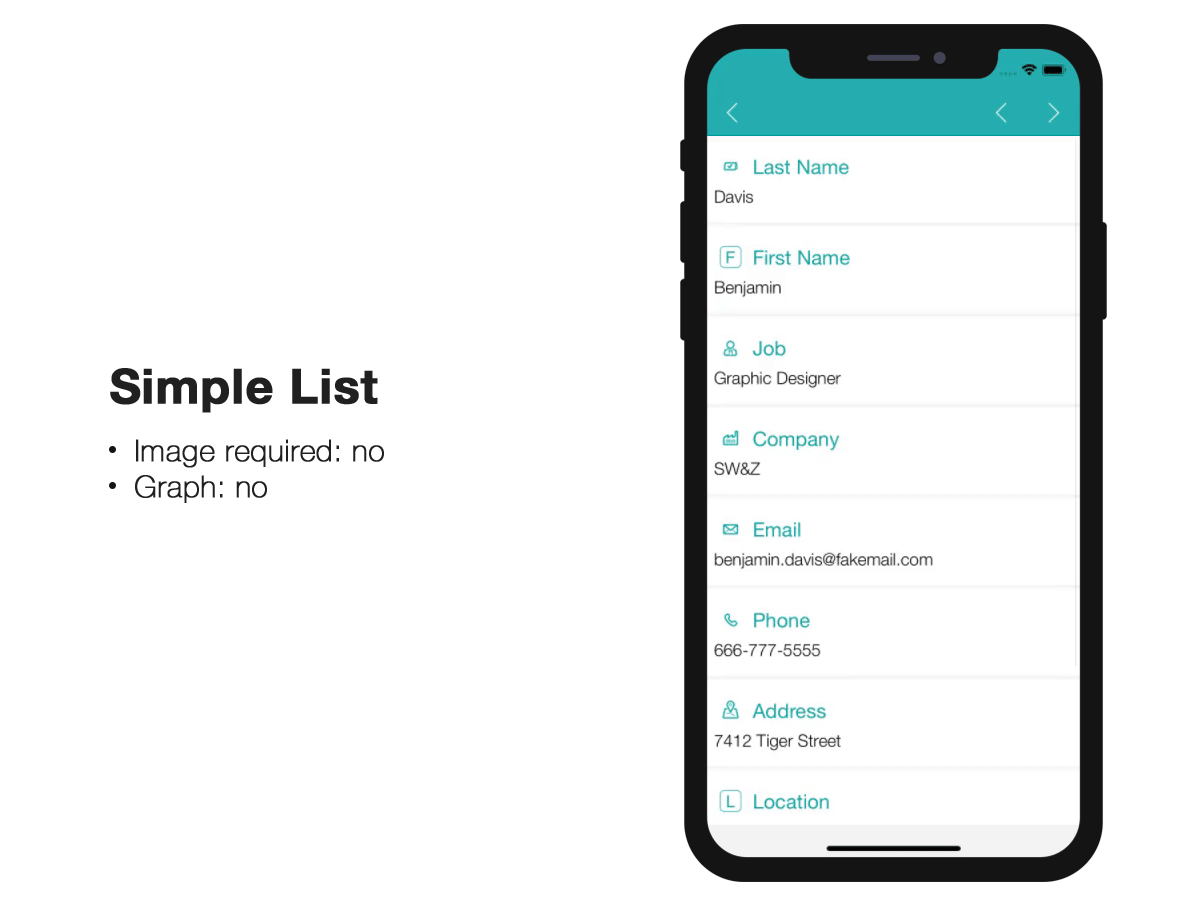 Simple List
• Image required: no
• Graph: no
Last Name
Davis
F First Name
Benjamin
Job
Graphic Designer
Company
SW&Z
Email
benjamin.davis@fakemail.com
Phone
666-777-5555
Address
7412 Tiger Street
L Location